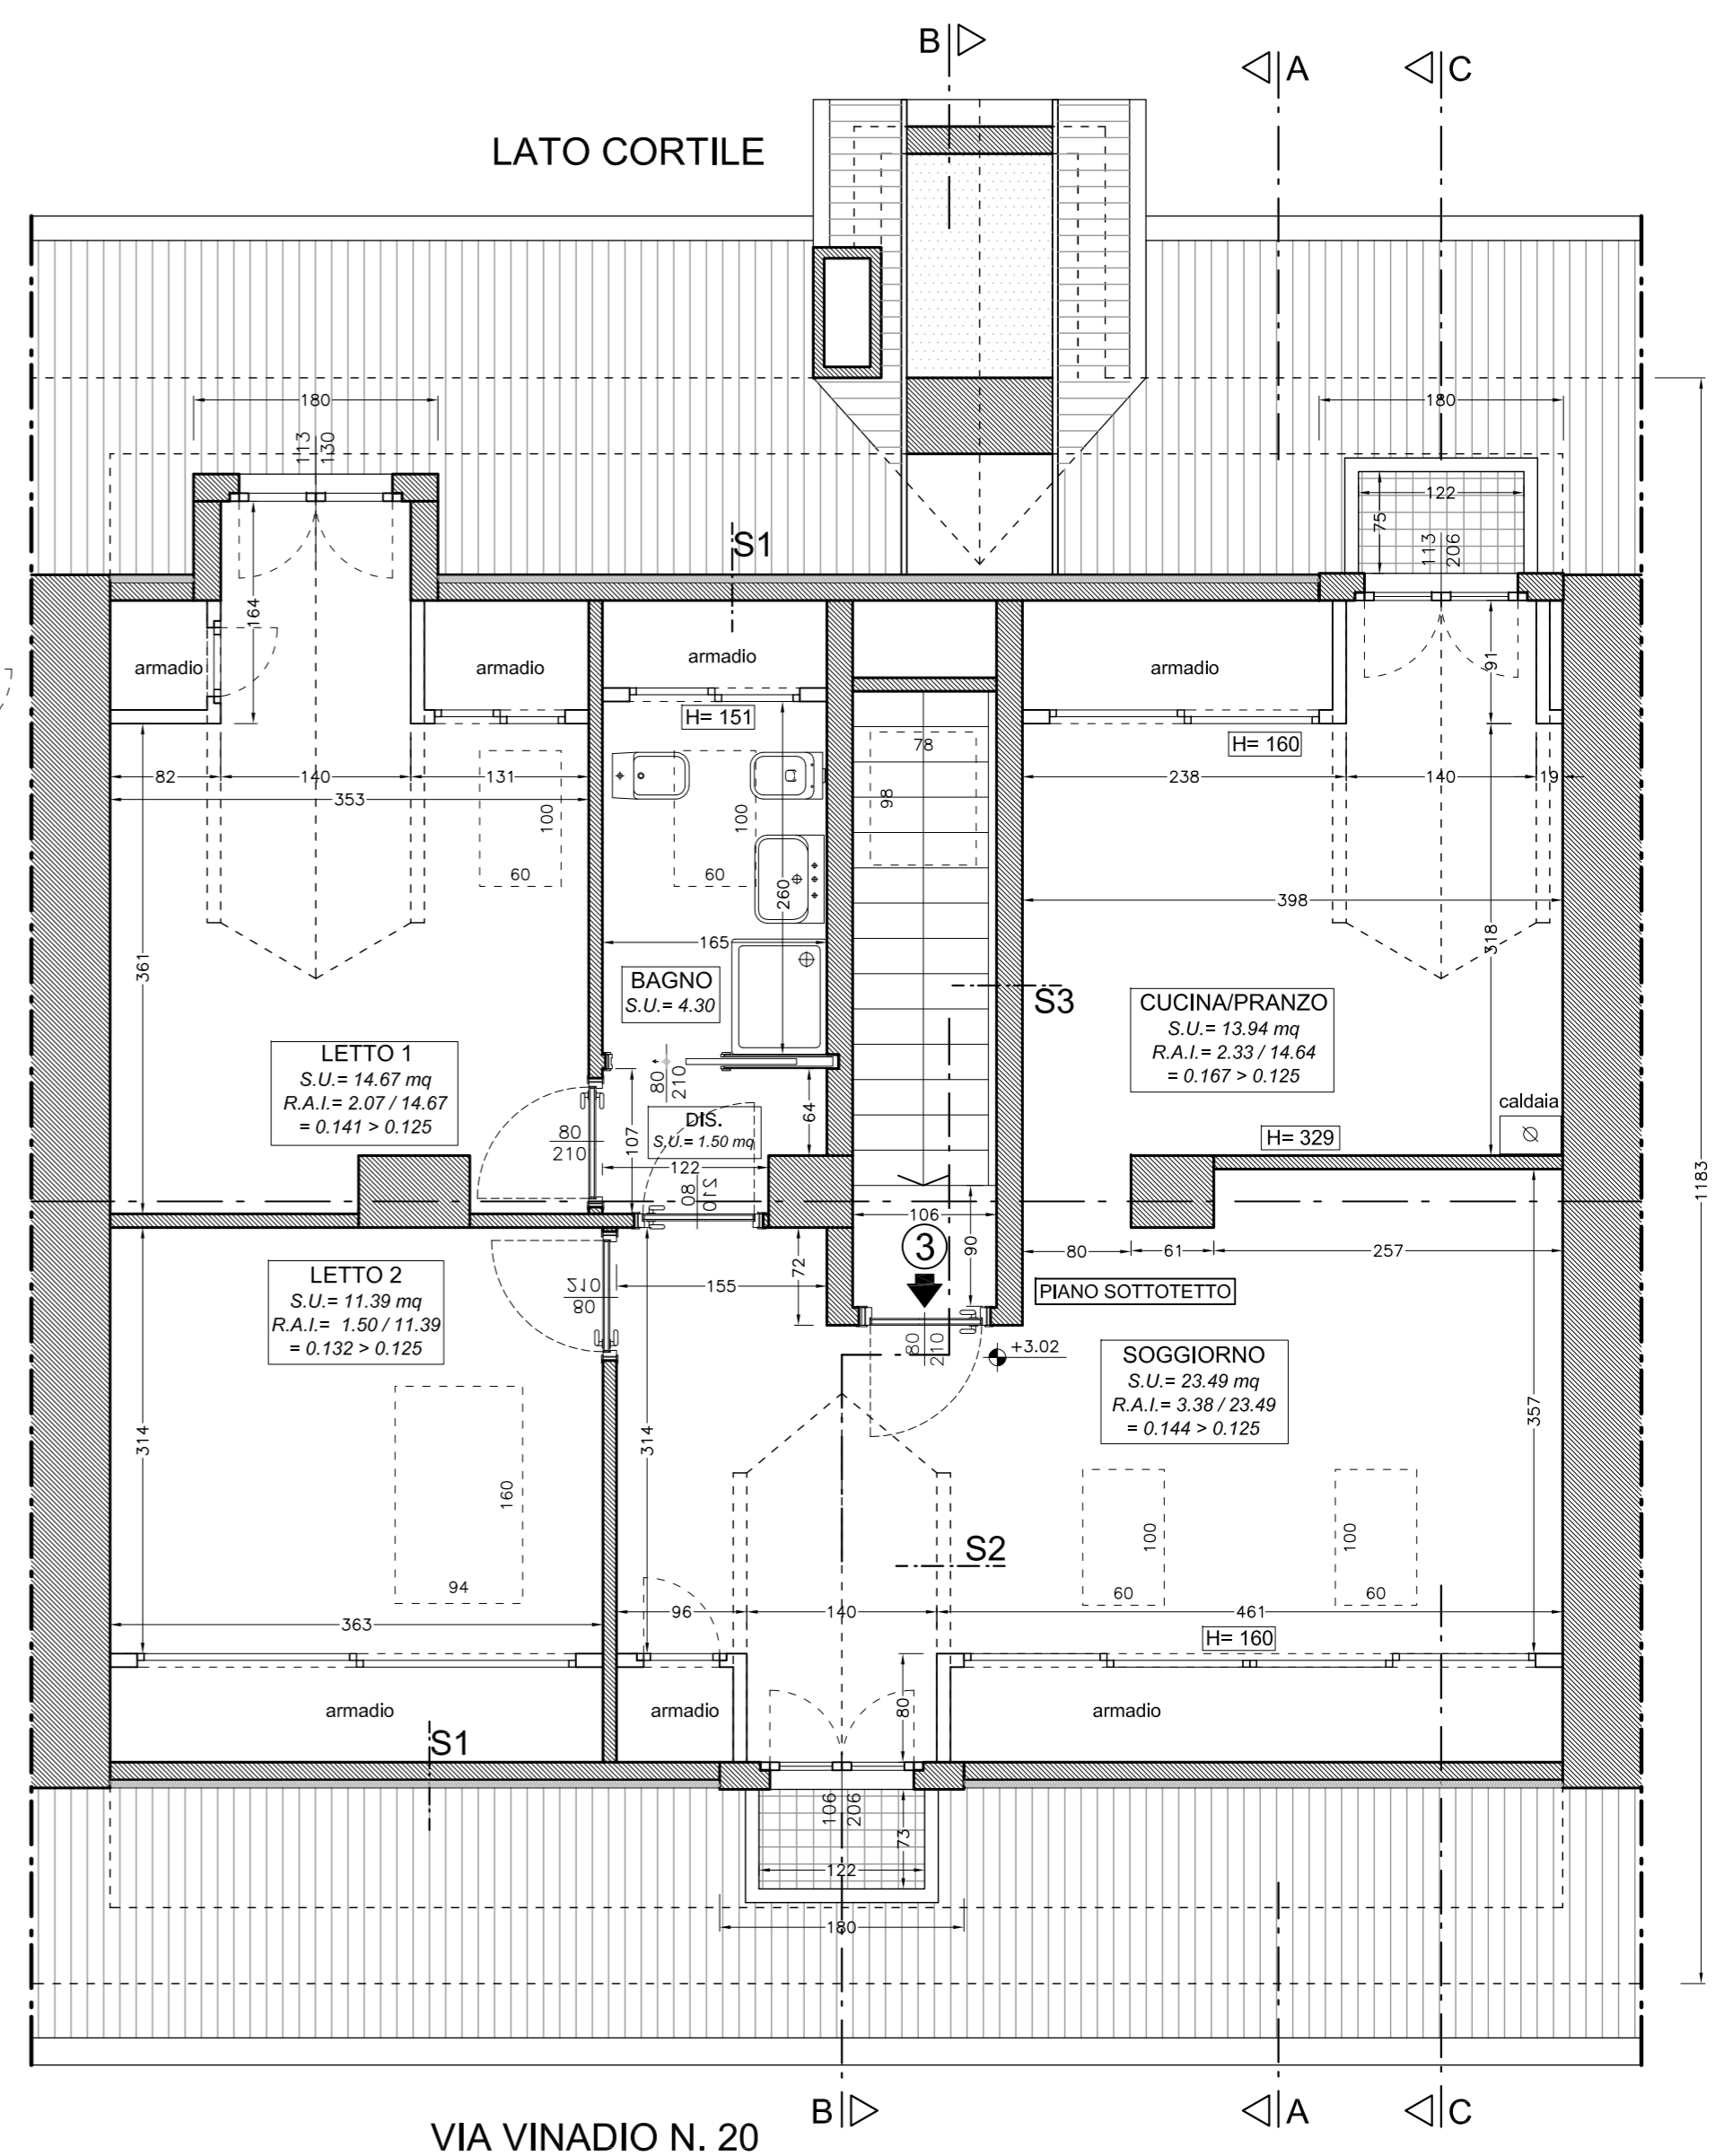 B
A
C
LATO CORTILE
180
113
130
180
122
75
113
206
S1
164
91
armadio
armadio
armadio
armadio
H= 151
H= 160
78
98
82
140
131
353
100
60
100
60
238
140
19
398
260
165
361
318
BAGNO
S.U.= 4.30
S3
CUCINA/PRANZO
S.U.= 13.94 mq
R.A.I.= 2.33 / 14.64
= 0.167 > 0.125
LETTO 1
S.U.= 14.67 mq
R.A.I.= 2.07 / 14.67
= 0.141 > 0.125
80
210
64
caldaia
DIS.
S.U.= 1.50 mq
80
210
107
H= 329
122
80
210
1183
106
3
90
80
61
257
72
155
PIANO SOTTOTETTO
LETTO 2
S.U.= 11.39 mq
R.A.I.= 1.50 / 11.39
= 0.132 > 0.125
210
80
80
210
+3.02
SOGGIORNO
S.U.= 23.49 mq
R.A.I.= 3.38 / 23.49
= 0.144 > 0.125
314
314
357
160
94
100
60
100
60
S2
363
96
140
461
H= 160
armadio
armadio
armadio
80
S1
106
206
73
122
180
B
A
C
VIA VINADIO N. 20